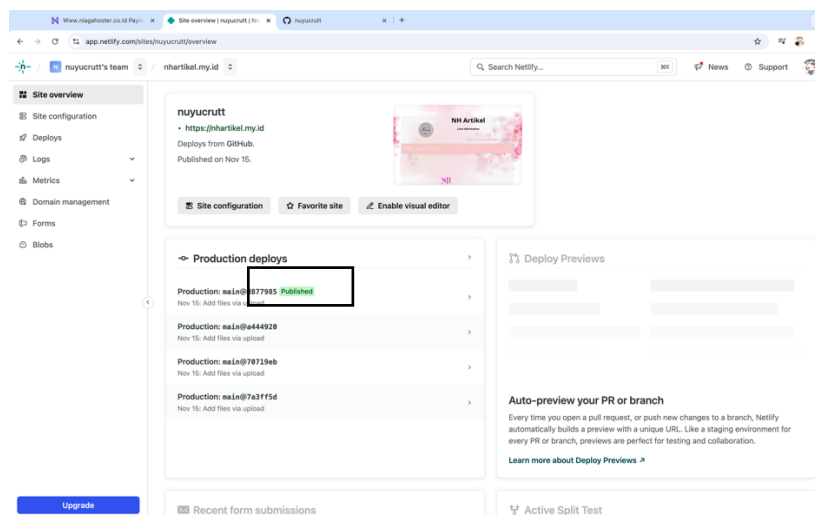 Www.niagahoster.co.id Paym
Site overview | nuyucrutt | Ne
nuyucrutt
app.netlify.com/sites/nuyucrutt/overview
N nuyucrutt's team / nhartikel.my.id
Search Netlify...
⌘K
News
Support
Site overview
Site configuration
Deploys
Logs
Metrics
Domain management
Forms
Blobs
Upgrade
nuyucrutt
• https://nhartikel.my.id
Deploys from GitHub.
Published on Nov 15.
NH Artikel
NH
Site configuration
Favorite site
Enable visual editor
Production deploys
Production: main@8877985 Published
Nov 15: Add files via upload
Production: main@a444920
Nov 15: Add files via upload
Production: main@70719eb
Nov 15: Add files via upload
Production: main@7a3ff5d
Nov 15: Add files via upload
Deploy Previews
Auto-preview your PR or branch
Every time you open a pull request, or push new changes to a branch, Netlify
automatically builds a preview with a unique URL. Like a staging environment for
every PR or branch, previews are perfect for testing and collaboration.
Learn more about Deploy Previews ↗
Recent form submissions
Active Split Test